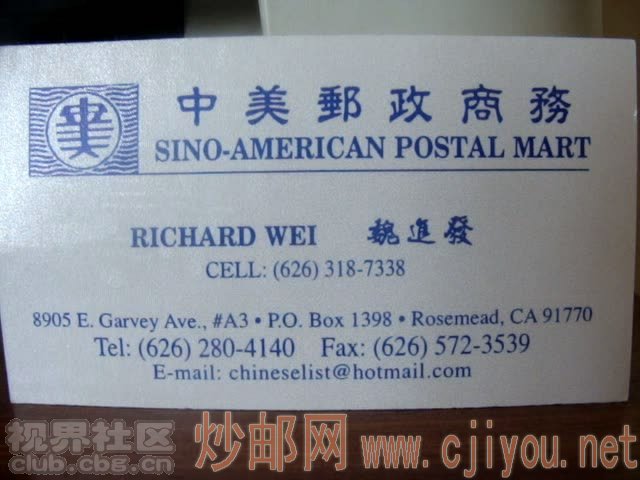 中美郵政商務
SINO-AMERICAN POSTAL MART
RICHARD WEI 魏進發
CELL: (626) 318-7338
8905 E. Garvey Ave., #A3 • P.O. Box 1398 • Rosemead, CA 91770
Tel: (626) 280-4140 Fax: (626) 572-3539
E-mail: chineselist@hotmail.com
视界社区
club.cbg.cn
炒邮网 www.cjiyou.net